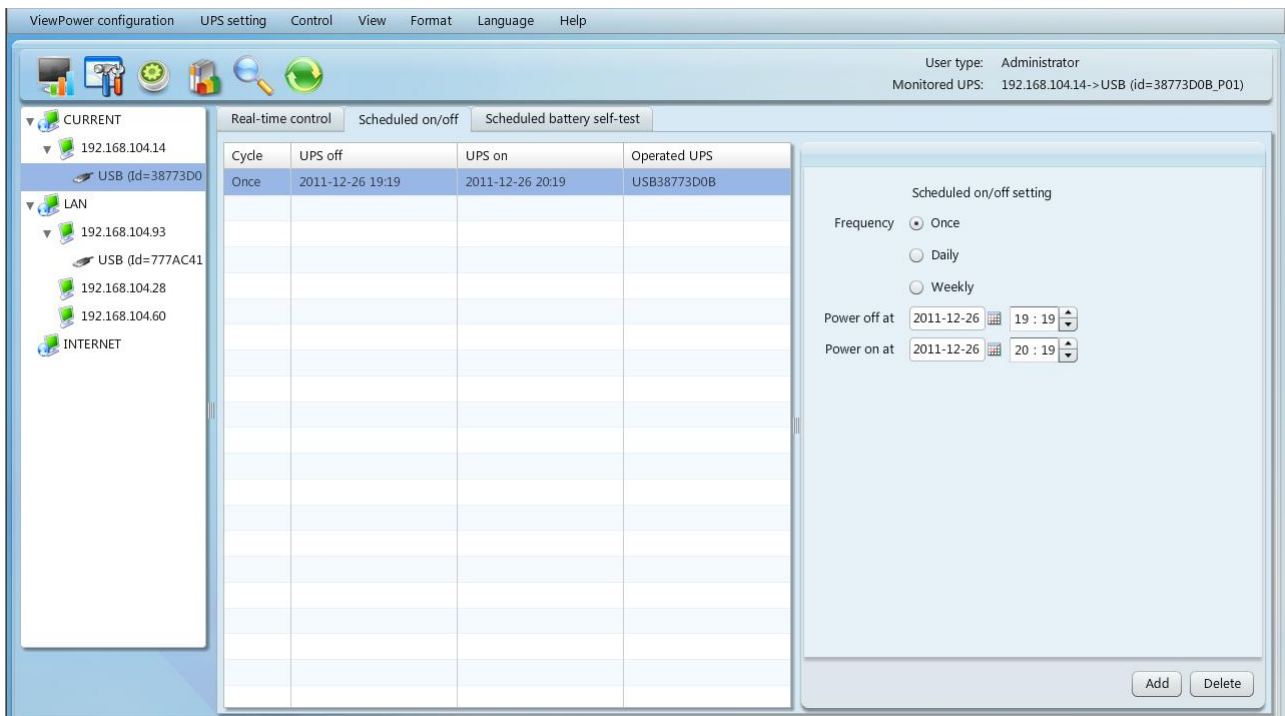 ViewPower configuration UPS setting Control View Format Language Help
User type: Administrator
Monitored UPS: 192.168.104.14->USB (id=38773D0B_P01)
CURRENT
192.168.104.14
USB (Id=38773D0
LAN
192.168.104.93
USB (Id=777AC41
192.168.104.28
192.168.104.60
INTERNET
Real-time control Scheduled on/off Scheduled battery self-test
Cycle UPS off UPS on Operated UPS
Once 2011-12-26 19:19 2011-12-26 20:19 USB38773D0B
Scheduled on/off setting
Frequency Once
Daily
Weekly
Power off at 2011-12-26 19 : 19
Power on at 2011-12-26 20 : 19
Add Delete